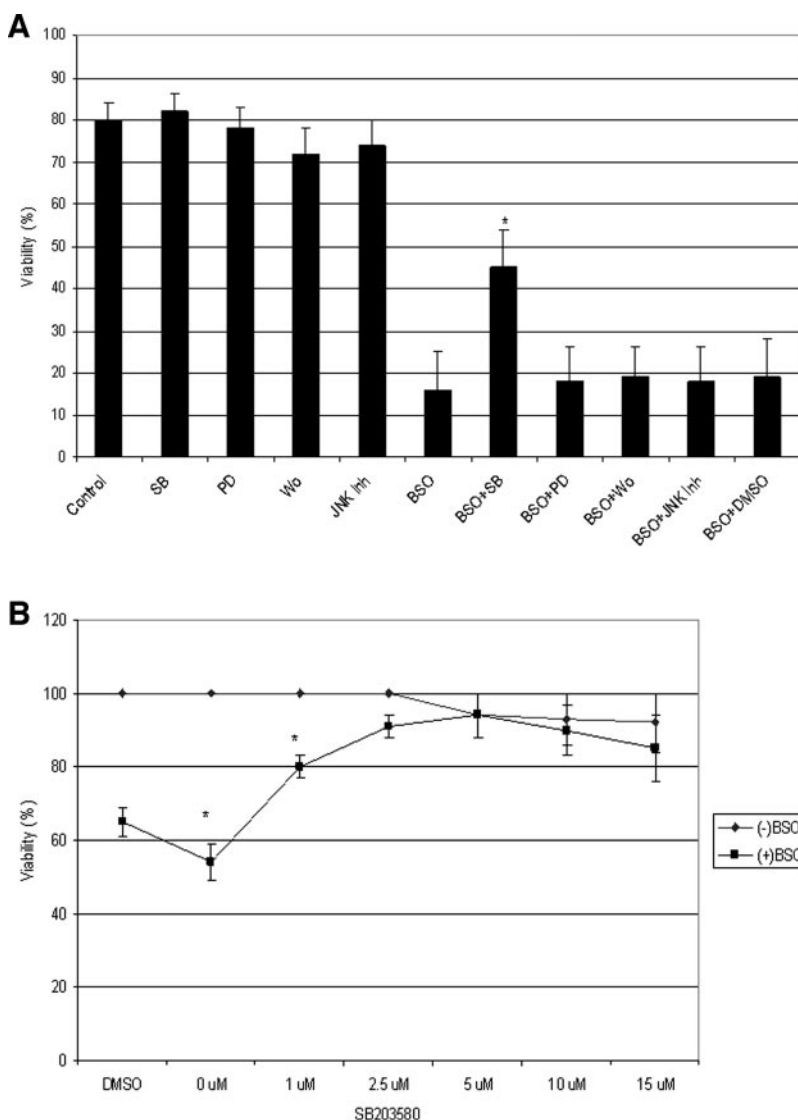 A
100
90
80
70
60
50
40
30
20
10
0
Viability (%)
*
Control
SB
PD
Wo
JNK Inh
BSO
BSO+SB
BSO+PD
BSO+Wo
BSO+JNK Inh
BSO+DMSO
B
120
100
80
60
40
20
0
Viability (%)
*
*
(-)BSO
(+)BSO
DMSO
0 uM
1 uM
2.5 uM
5 uM
10 uM
15 uM
SB203580